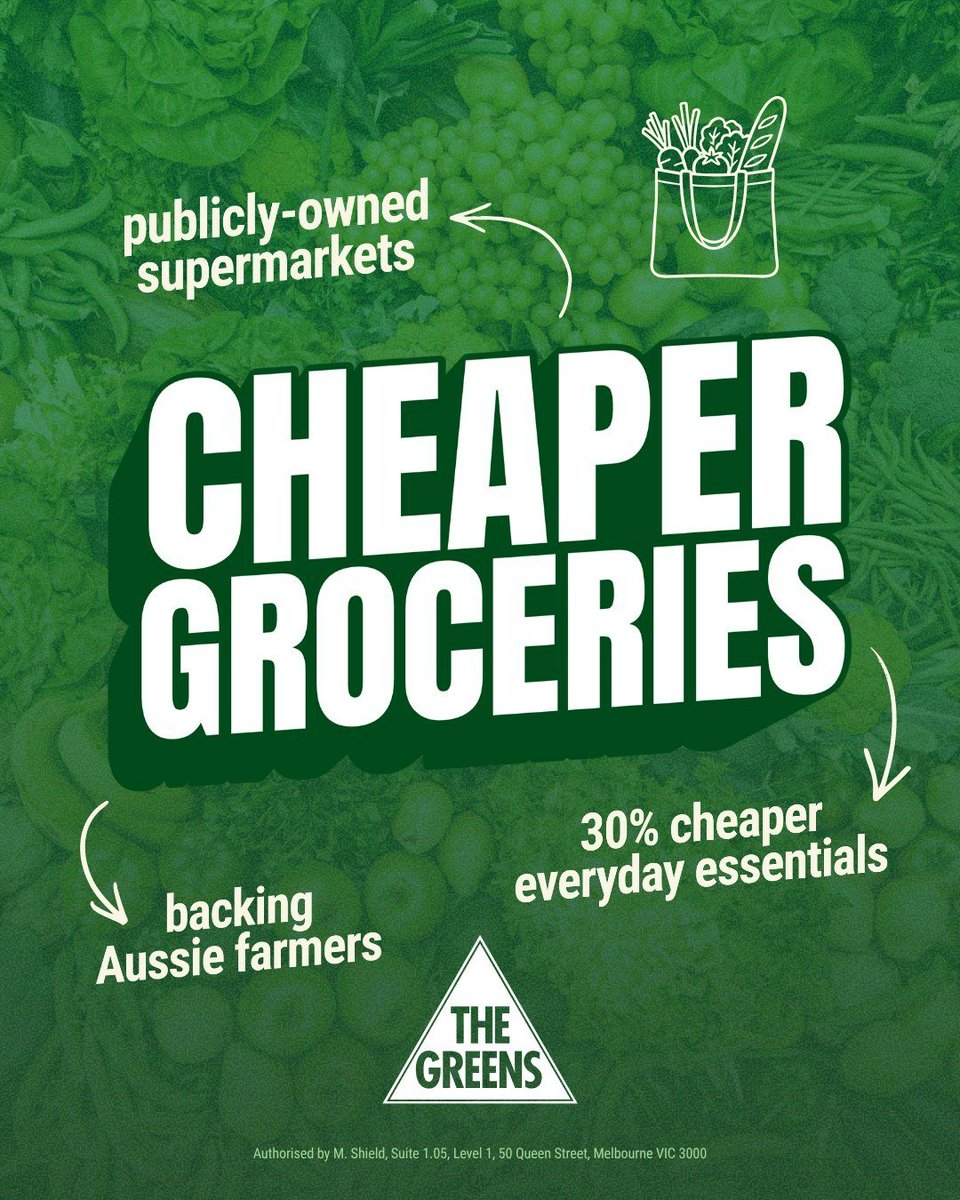 publicly-owned
supermarkets
CHEAPER
GROCERIES
30% cheaper
everyday essentials
backing
Aussie farmers
THE
GREENS
Authorised by M. Shield, Suite 1.05, Level 1, 50 Queen Street, Melbourne VIC 3000